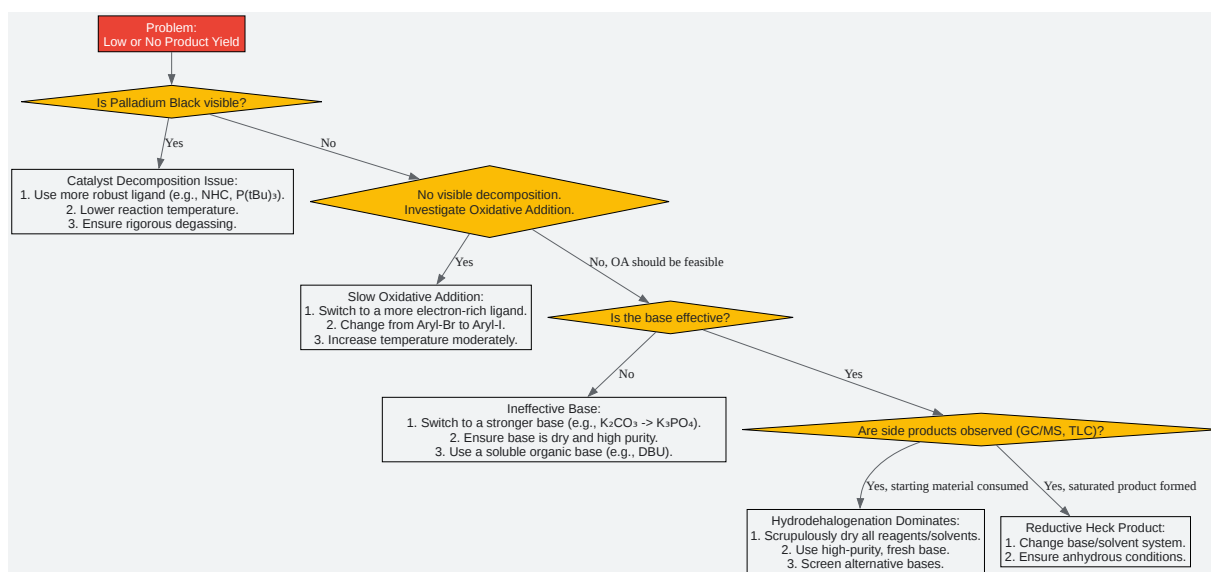 Problem:
Low or No Product Yield
Is Palladium Black visible?
Yes
No
Catalyst Decomposition Issue:
1. Use more robust ligand (e.g., NHC, P(tBu)₃).
2. Lower reaction temperature.
3. Ensure rigorous degassing.
No visible decomposition.
Investigate Oxidative Addition.
Yes
No, OA should be feasible
Slow Oxidative Addition:
1. Switch to a more electron-rich ligand.
2. Change from Aryl-Br to Aryl-I.
3. Increase temperature moderately.
Is the base effective?
No
Yes
Ineffective Base:
1. Switch to a stronger base (e.g., K₂CO₃ -> K₃PO₄).
2. Ensure base is dry and high purity.
3. Use a soluble organic base (e.g., DBU).
Are side products observed (GC/MS, TLC)?
Yes, starting material consumed
Yes, saturated product formed
Hydrodehalogenation Dominates:
1. Scrupulously dry all reagents/solvents.
2. Use high-purity, fresh base.
3. Screen alternative bases.
Reductive Heck Product:
1. Change base/solvent system.
2. Ensure anhydrous conditions.